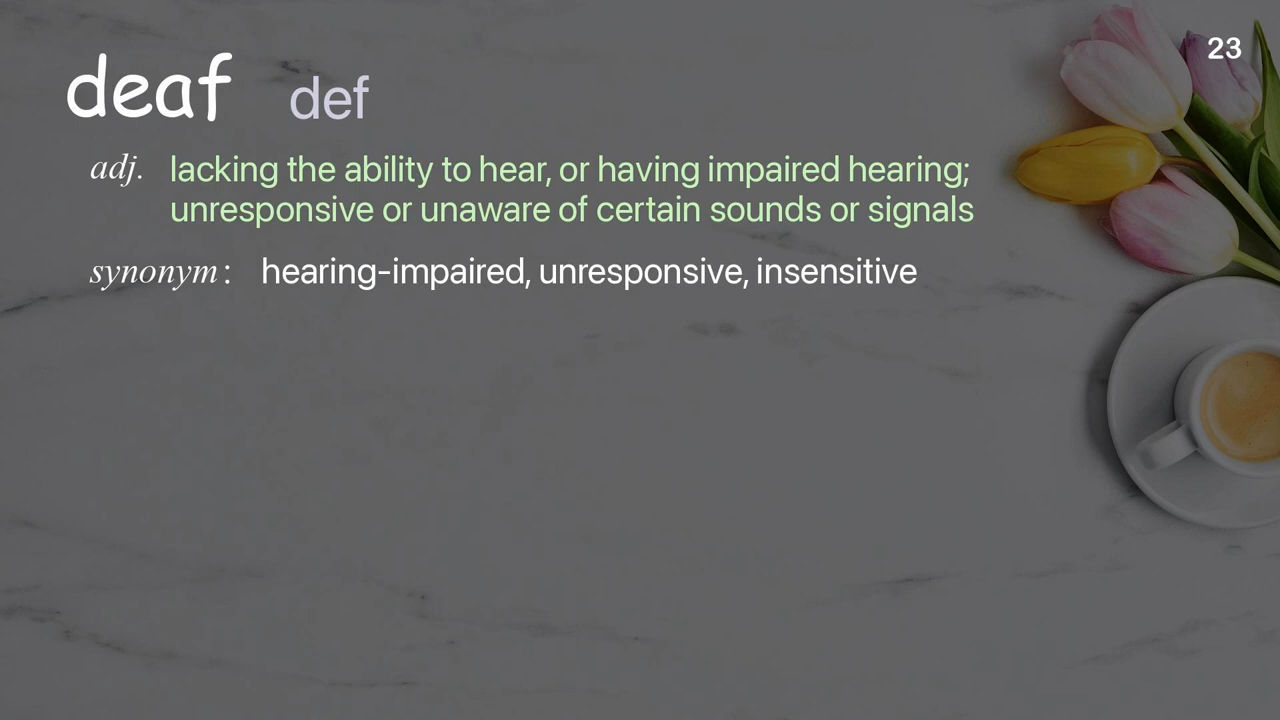 23
deaf def
adj. lacking the ability to hear, or having impaired hearing;
unresponsive or unaware of certain sounds or signals
synonym: hearing-impaired, unresponsive, insensitive